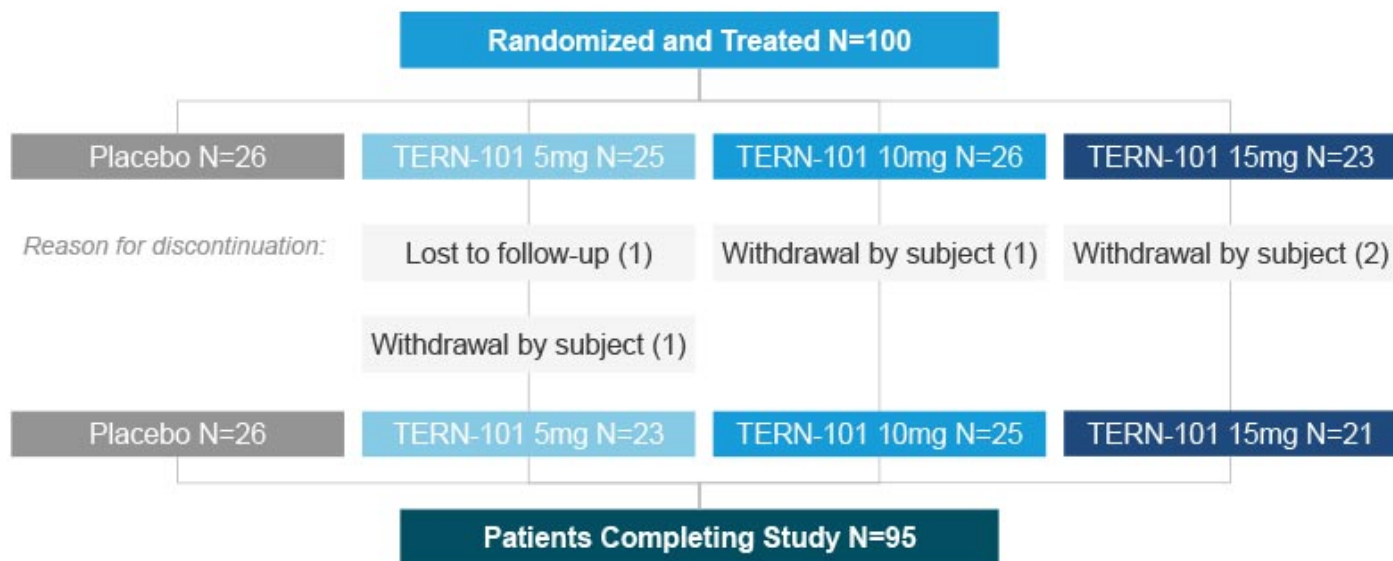 Randomized and Treated N=100
Placebo N=26
TERN-101 5mg N=25
TERN-101 10mg N=26
TERN-101 15mg N=23
Reason for discontinuation:
Lost to follow-up (1)
Withdrawal by subject (1)
Withdrawal by subject (2)
Withdrawal by subject (1)
Placebo N=26
TERN-101 5mg N=23
TERN-101 10mg N=25
TERN-101 15mg N=21
Patients Completing Study N=95